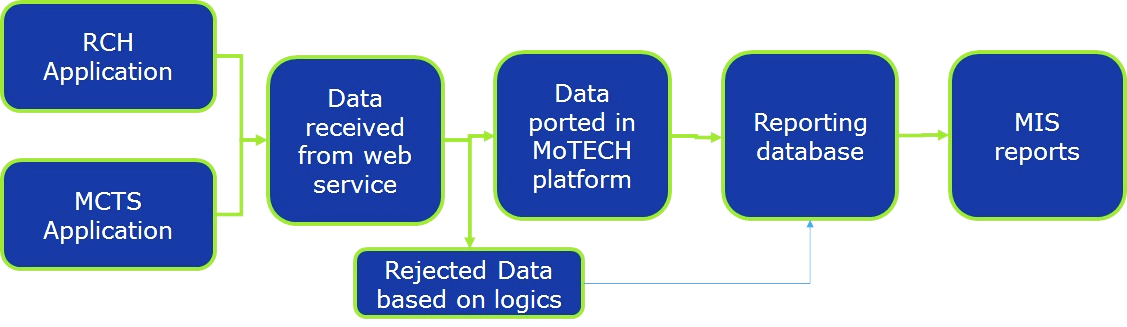 RCH
Application
MCTS
Application
Data
received
from web
service
Data
ported in
MoTECH
platform
Rejected Data
based on logics
Reporting
database
MIS
reports